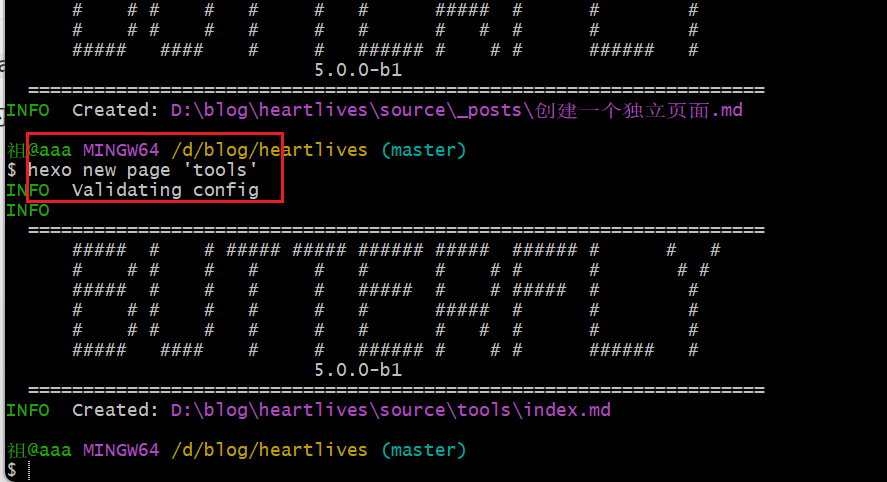 5.0.0-b1
==================================================================
INFO  Created: D:\blog\heartlives\source\_posts\创建一个独立页面.md
祖@aaa MINGW64 /d/blog/heartlives (master)
$ hexo new page 'tools'
INFO  Validating config
INFO
==================================================================
BUTTERFLY
5.0.0-b1
==================================================================
INFO  Created: D:\blog\heartlives\source\tools\index.md
祖@aaa MINGW64 /d/blog/heartlives (master)
$